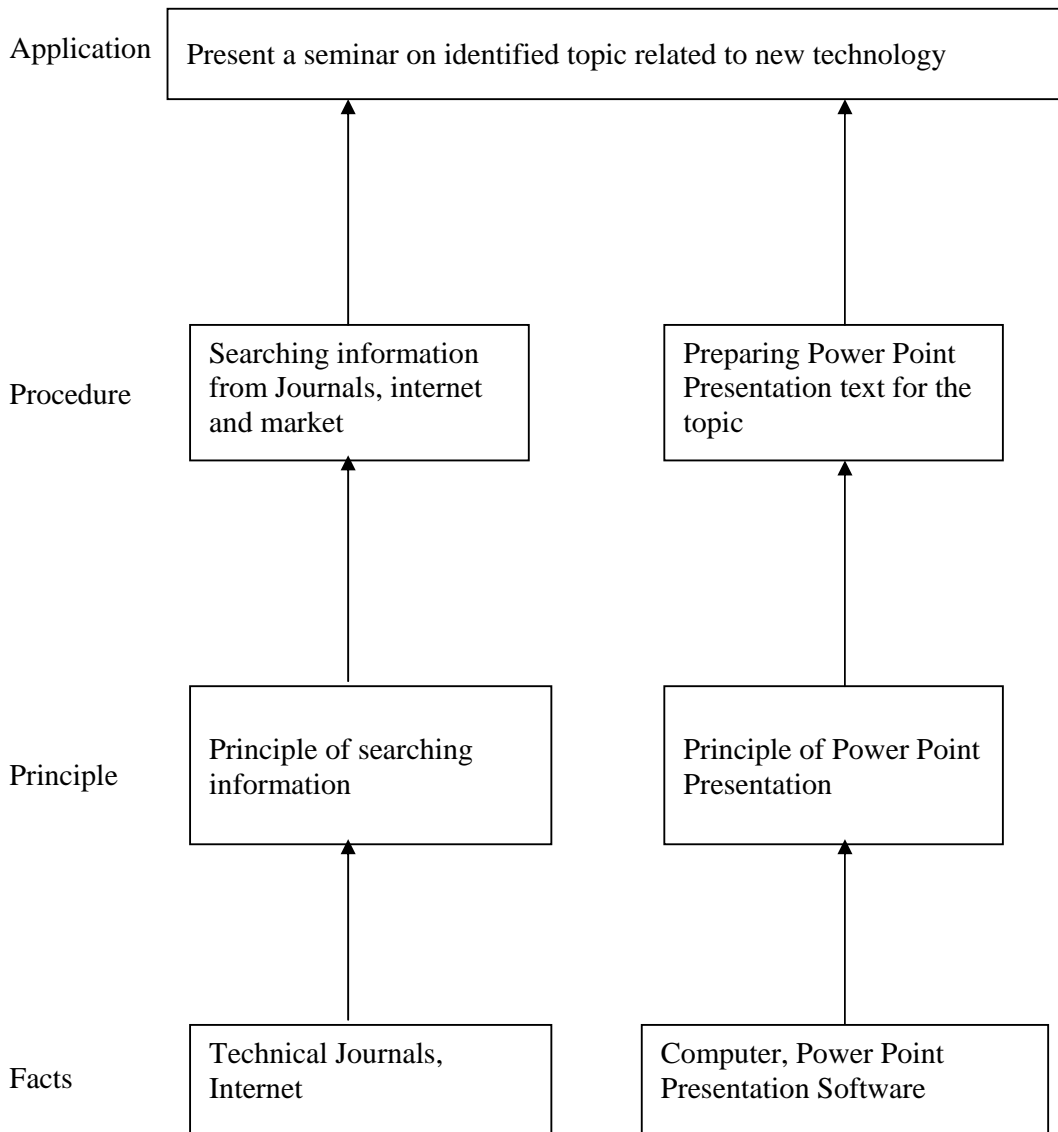 Application
Present a seminar on identified topic related to new technology
Procedure
Searching information
from Journals, internet
and market
Preparing Power Point
Presentation text for the
topic
Principle
Principle of searching
information
Principle of Power Point
Presentation
Facts
Technical Journals,
Internet
Computer, Power Point
Presentation Software